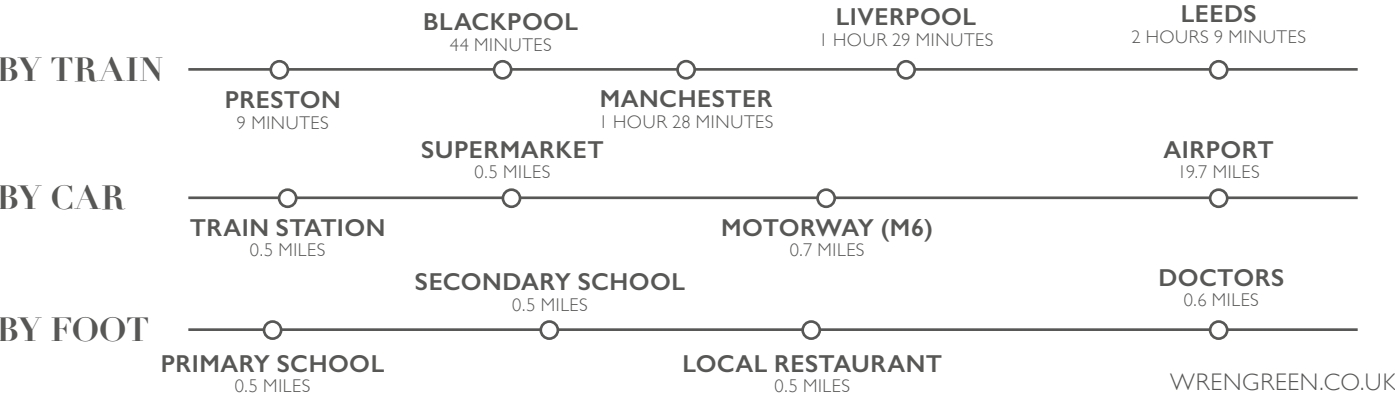 BY TRAIN
PRESTON
9 MINUTES
BLACKPOOL
44 MINUTES
MANCHESTER
1 HOUR 28 MINUTES
LIVERPOOL
1 HOUR 29 MINUTES
LEEDS
2 HOURS 9 MINUTES
BY CAR
TRAIN STATION
0.5 MILES
SUPERMARKET
0.5 MILES
MOTORWAY (M6)
0.7 MILES
AIRPORT
19.7 MILES
BY FOOT
PRIMARY SCHOOL
0.5 MILES
SECONDARY SCHOOL
0.5 MILES
LOCAL RESTAURANT
0.5 MILES
DOCTORS
0.6 MILES
WRENGREEN.CO.UK